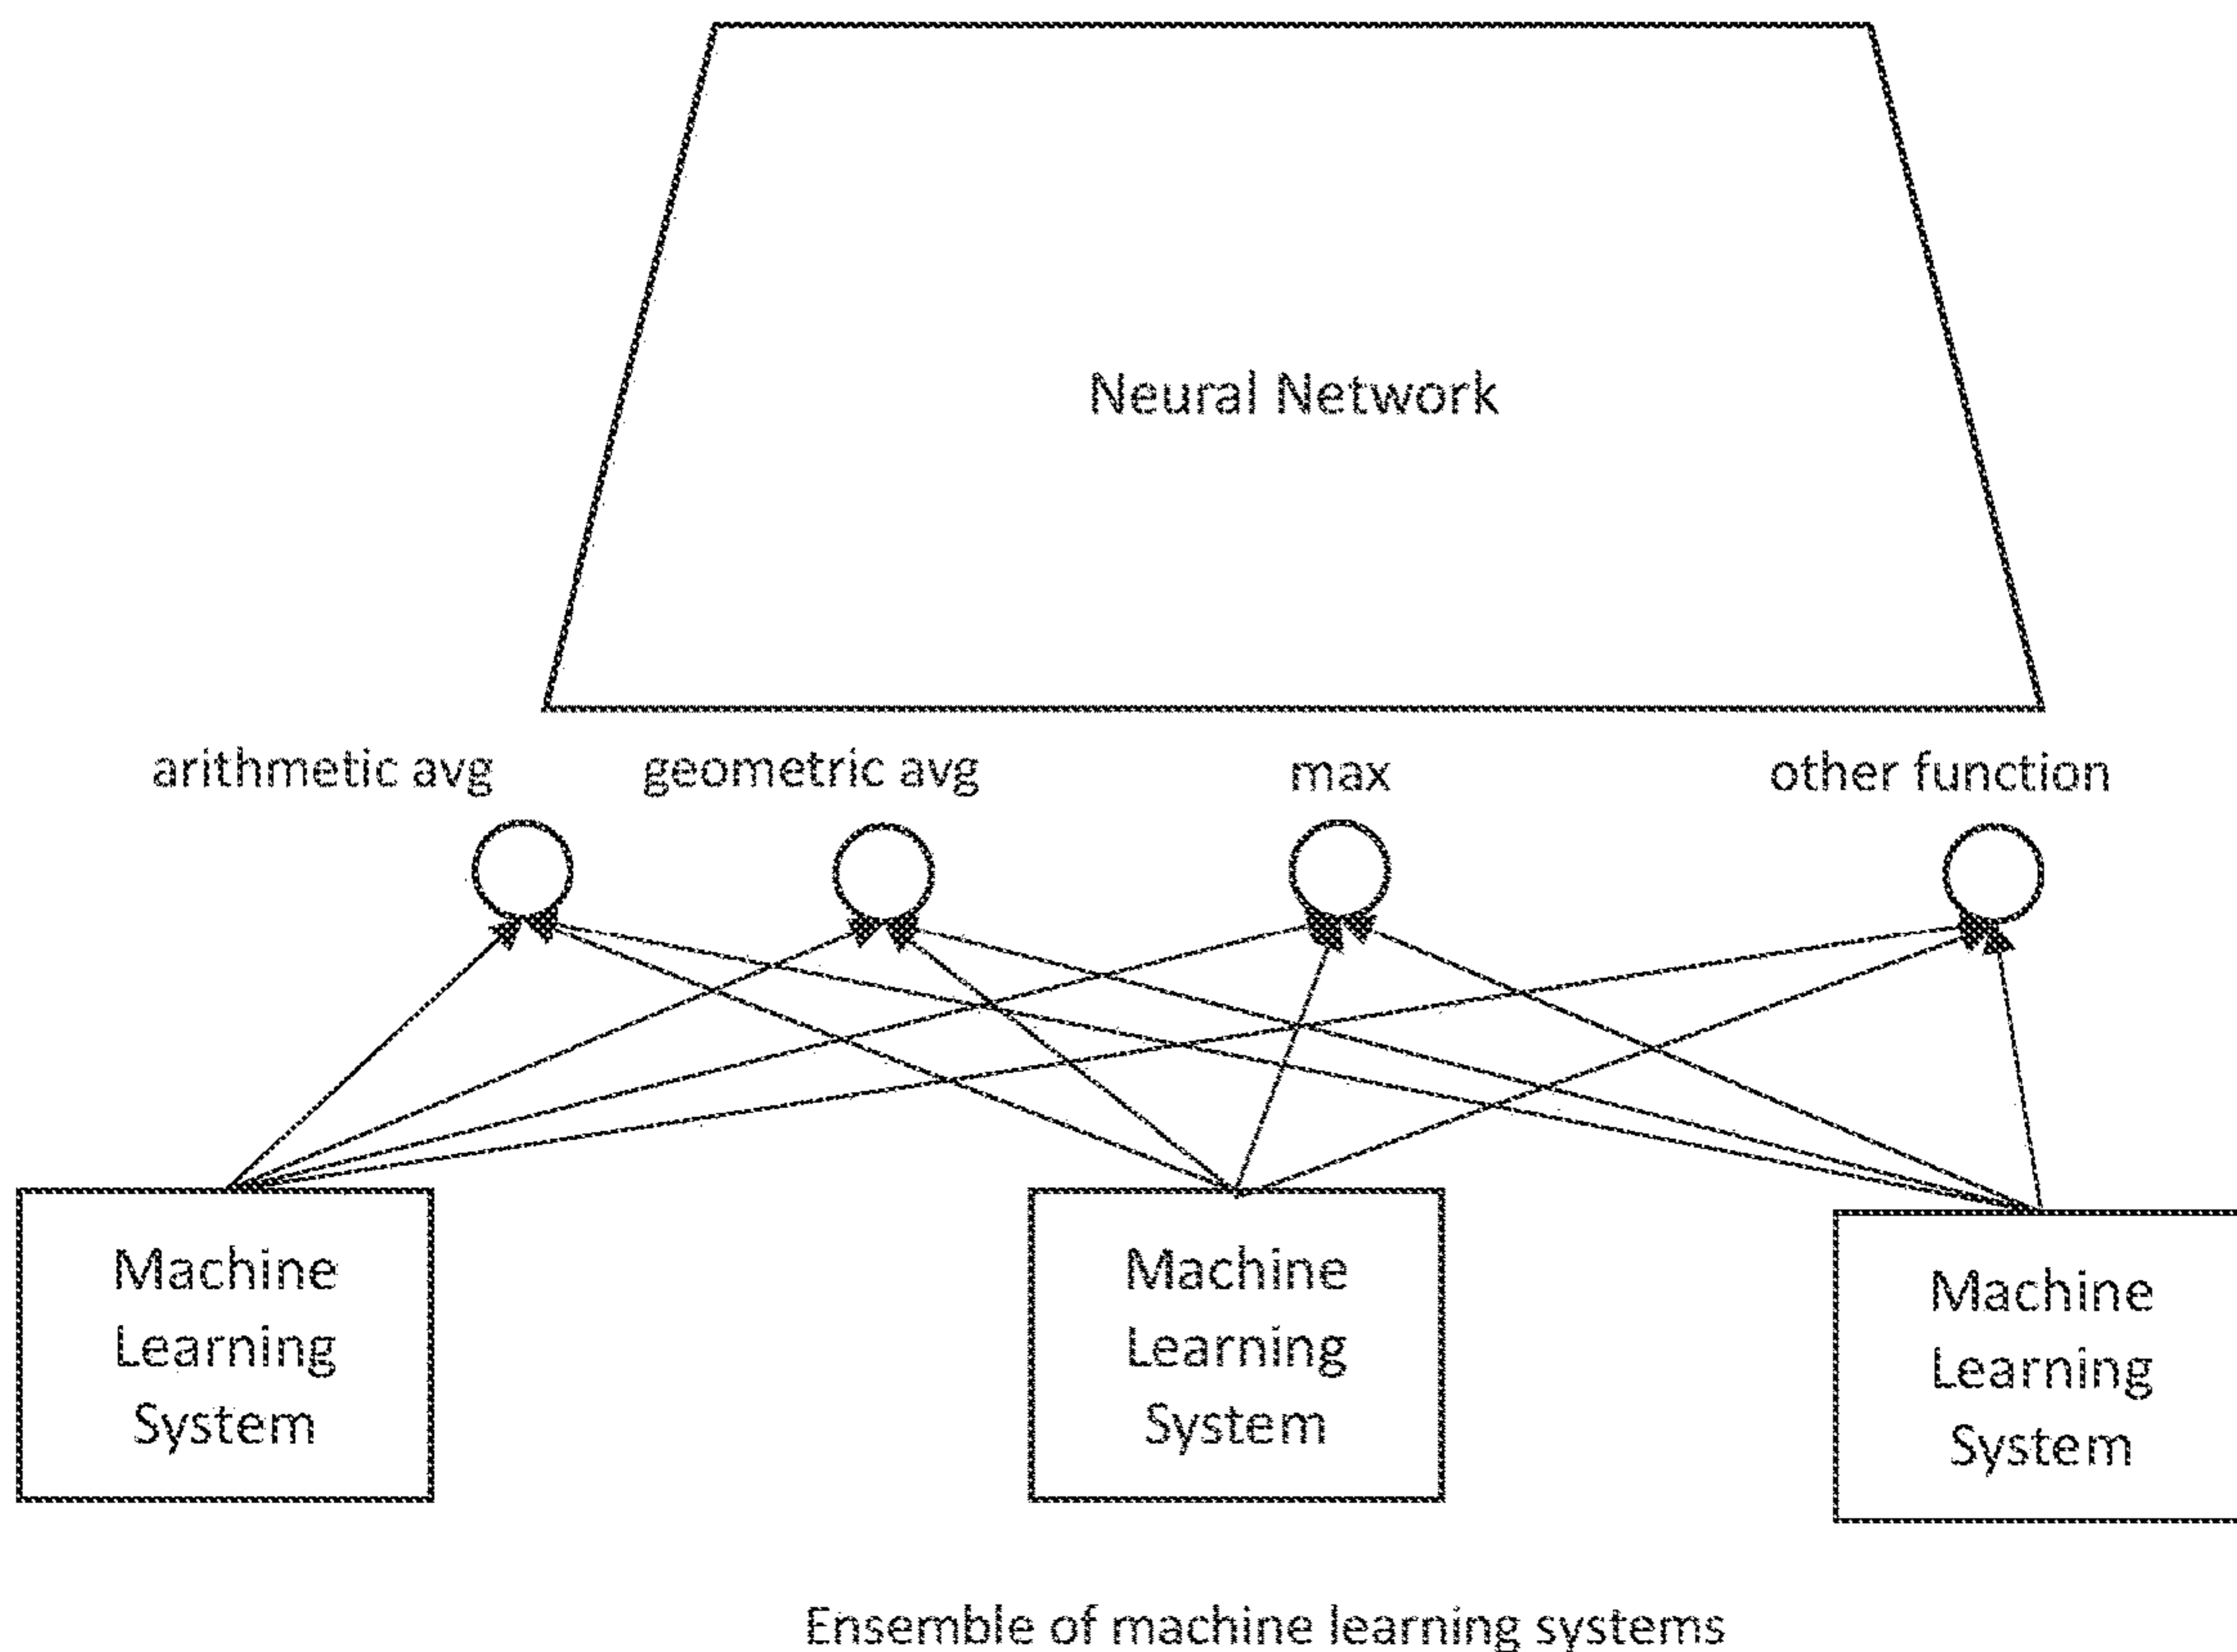 Neural Network
arithmetic avg
geometric avg
max
other function
Machine
Learning
System
Machine
Learning
System
Machine
Learning
System
Ensemble of machine learning systems